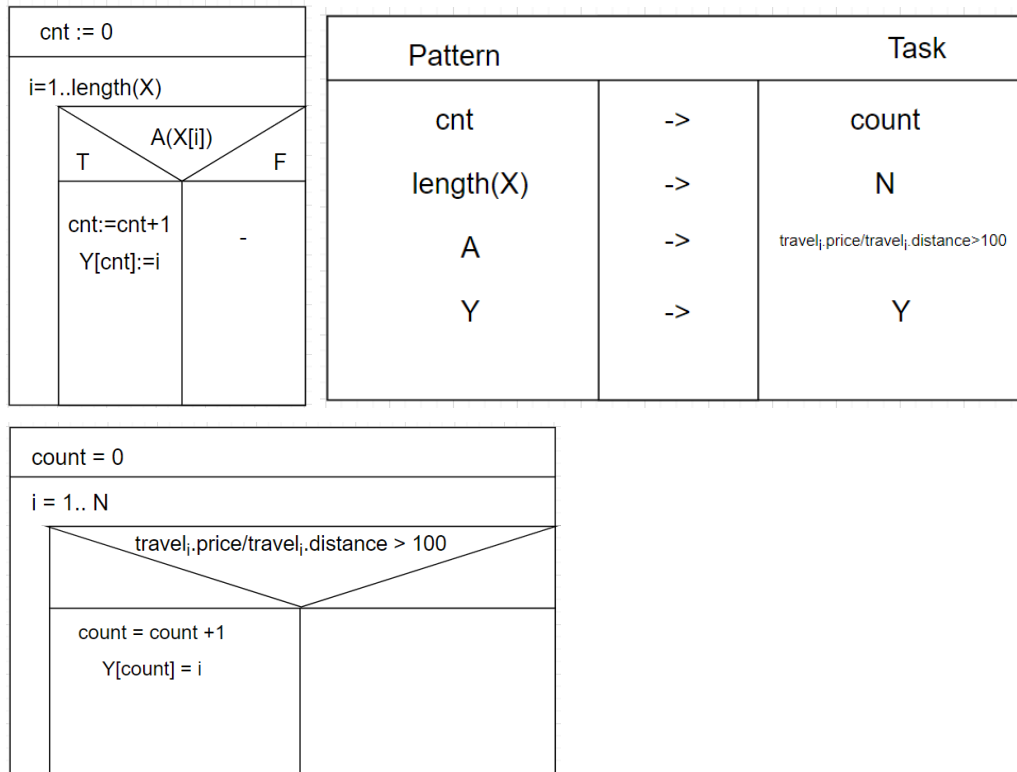 cnt := 0
i=1..length(X)
A(X[i])
T F
cnt:=cnt+1 -
Y[cnt]:=i
Pattern Task
cnt -> count
length(X) -> N
A -> travelᵢ.price/travelᵢ.distance>100
Y -> Y
count = 0
i = 1.. N
travelᵢ.price/travelᵢ.distance > 100
count = count +1
Y[count] = i